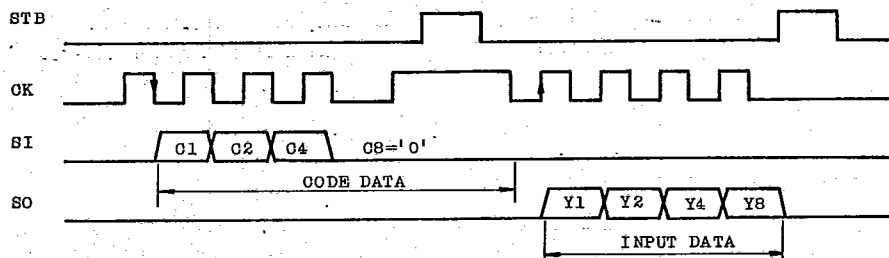 STB
CK
SI C1 C2 C4 C8='0'
CODE DATA
SO Y1 Y2 Y4 Y8
INPUT DATA